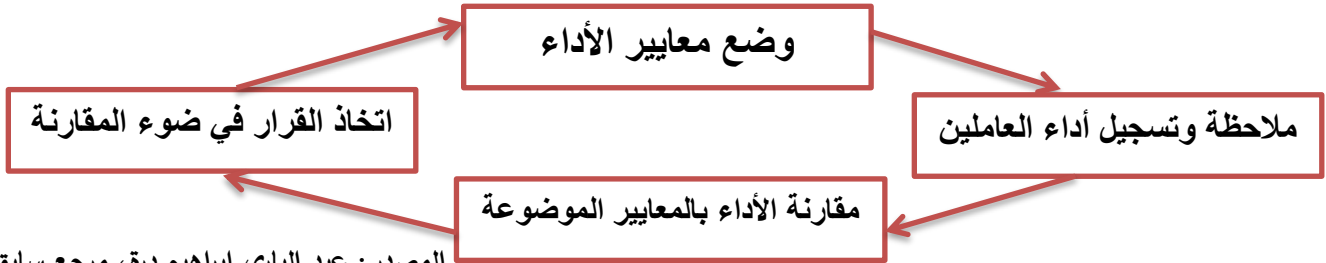 وضع معايير الأداء
ملاحظة وتسجيل أداء العاملين
مقارنة الأداء بالمعايير الموضوعة
اتخاذ القرار في ضوء المقارنة